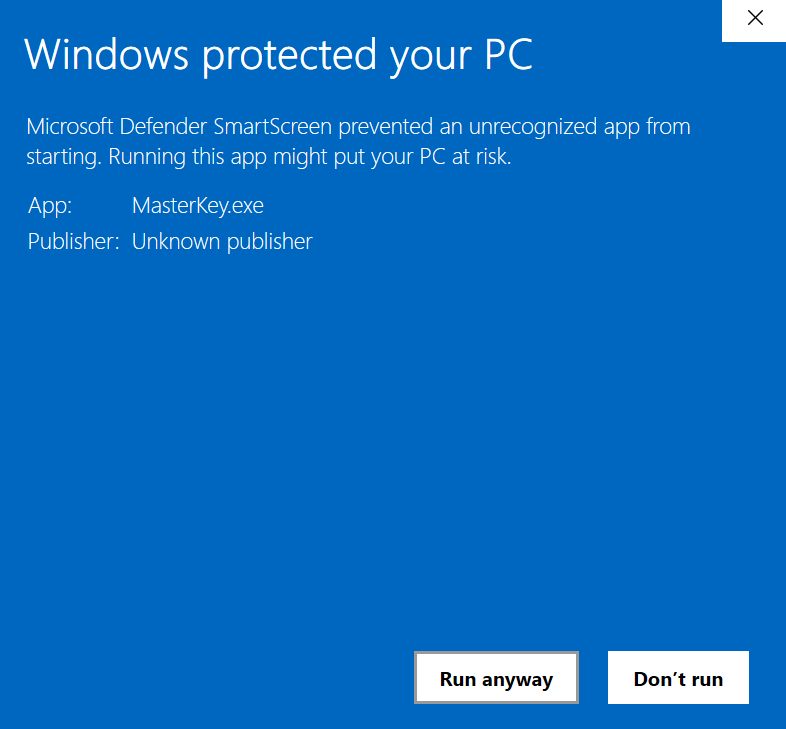 Windows protected your PC
Microsoft Defender SmartScreen prevented an unrecognized app from
starting. Running this app might put your PC at risk.
App: MasterKey.exe
Publisher: Unknown publisher
Run anyway Don’t run